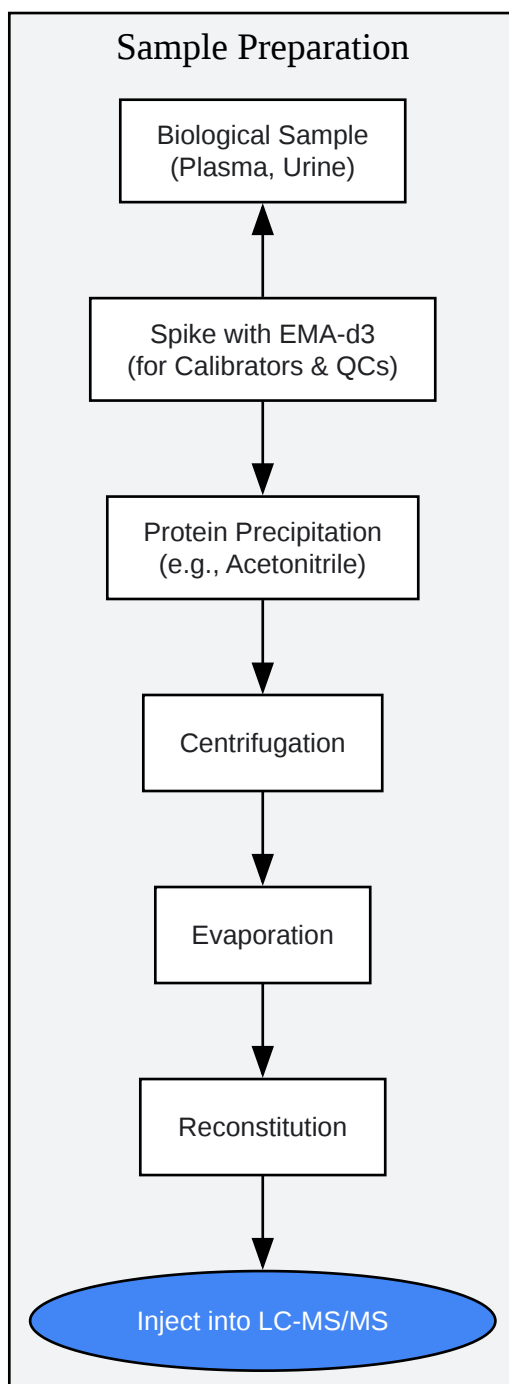 Sample Preparation
Biological Sample
(Plasma, Urine)
Spike with EMA-d3
(for Calibrators & QCs)
Protein Precipitation
(e.g., Acetonitrile)
Centrifugation
Evaporation
Reconstitution
Inject into LC-MS/MS